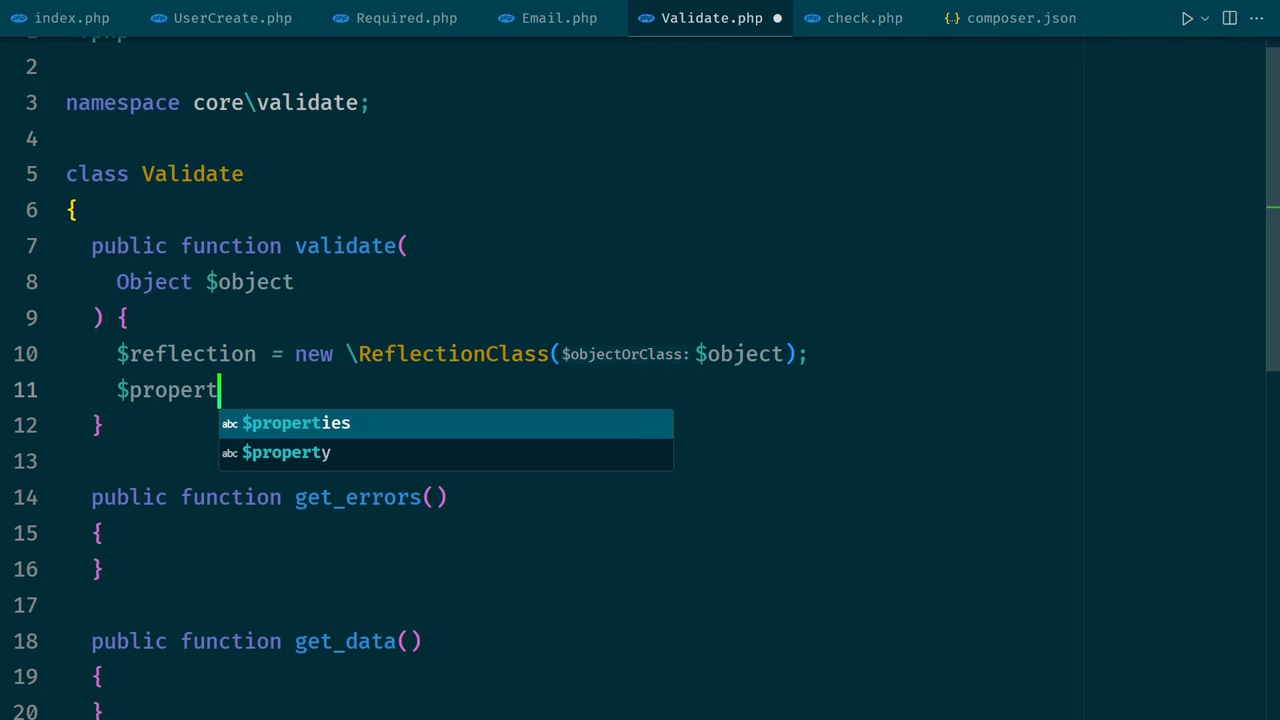 index.php UserCreate.php Required.php Email.php Validate.php check.php {..} composer.json
2
3 namespace core\validate;
4
5 class Validate
6 {
7 public function validate(
8 Object $object
9 ) {
10 $reflection = new \ReflectionClass($objectOrClass: $object);
11 $propert
abc $properties
12 }
abc $property
13
14 public function get_errors()
15 {
16 }
17
18 public function get_data()
19 {
20 }